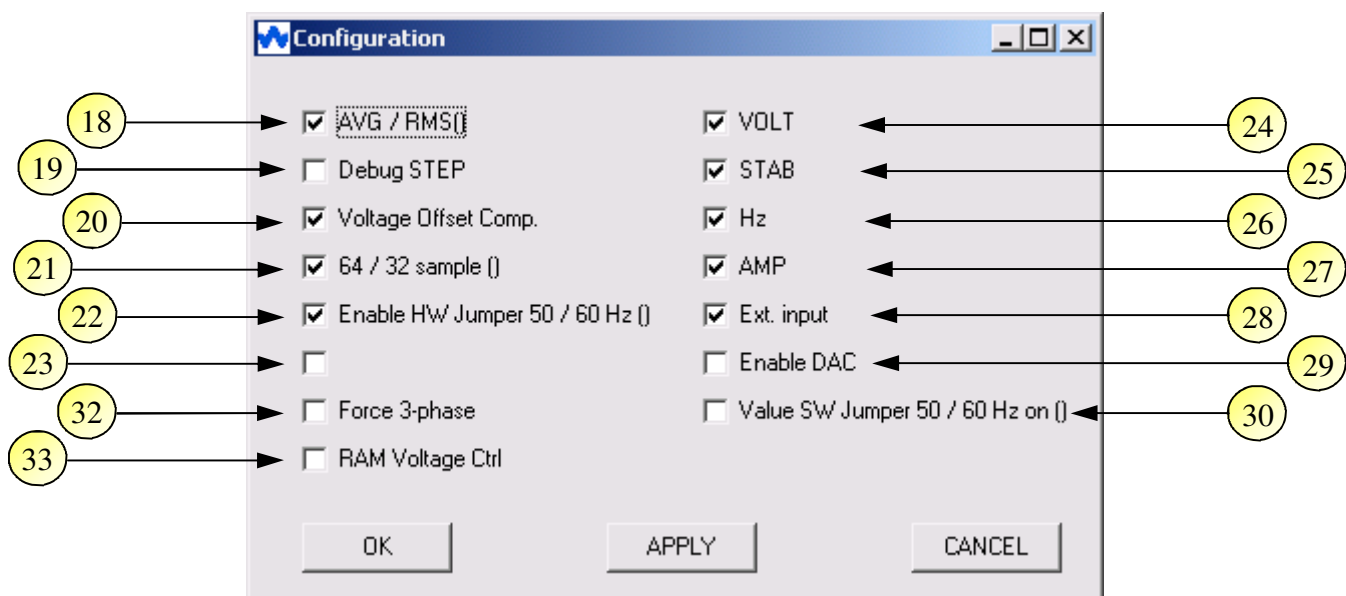 Configuration
18 AVG / RMS() VOLT 24
19 Debug STEP STAB 25
20 Voltage Offset Comp. Hz 26
21 64 / 32 sample () AMP 27
22 Enable HW Jumper 50 / 60 Hz () Ext. input 28
23 Enable DAC 29
32 Force 3-phase Value SW Jumper 50 / 60 Hz on () 30
33 RAM Voltage Ctrl
OK APPLY CANCEL